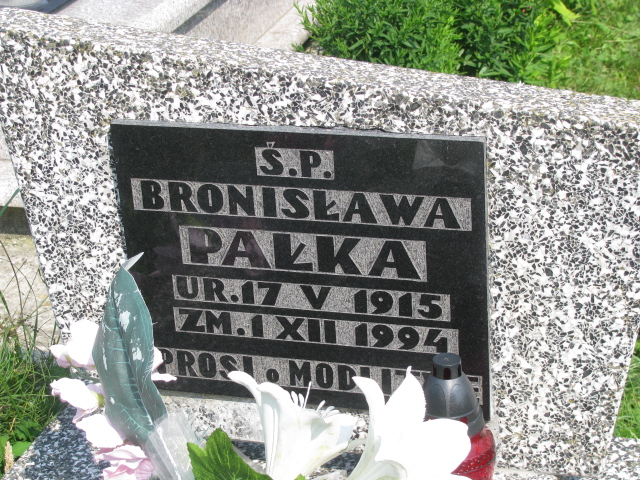 Ś.P.
BRONISŁAWA
PAŁKA
UR. 17 V 1915
ZM. 1 XII 1994
PROSI o